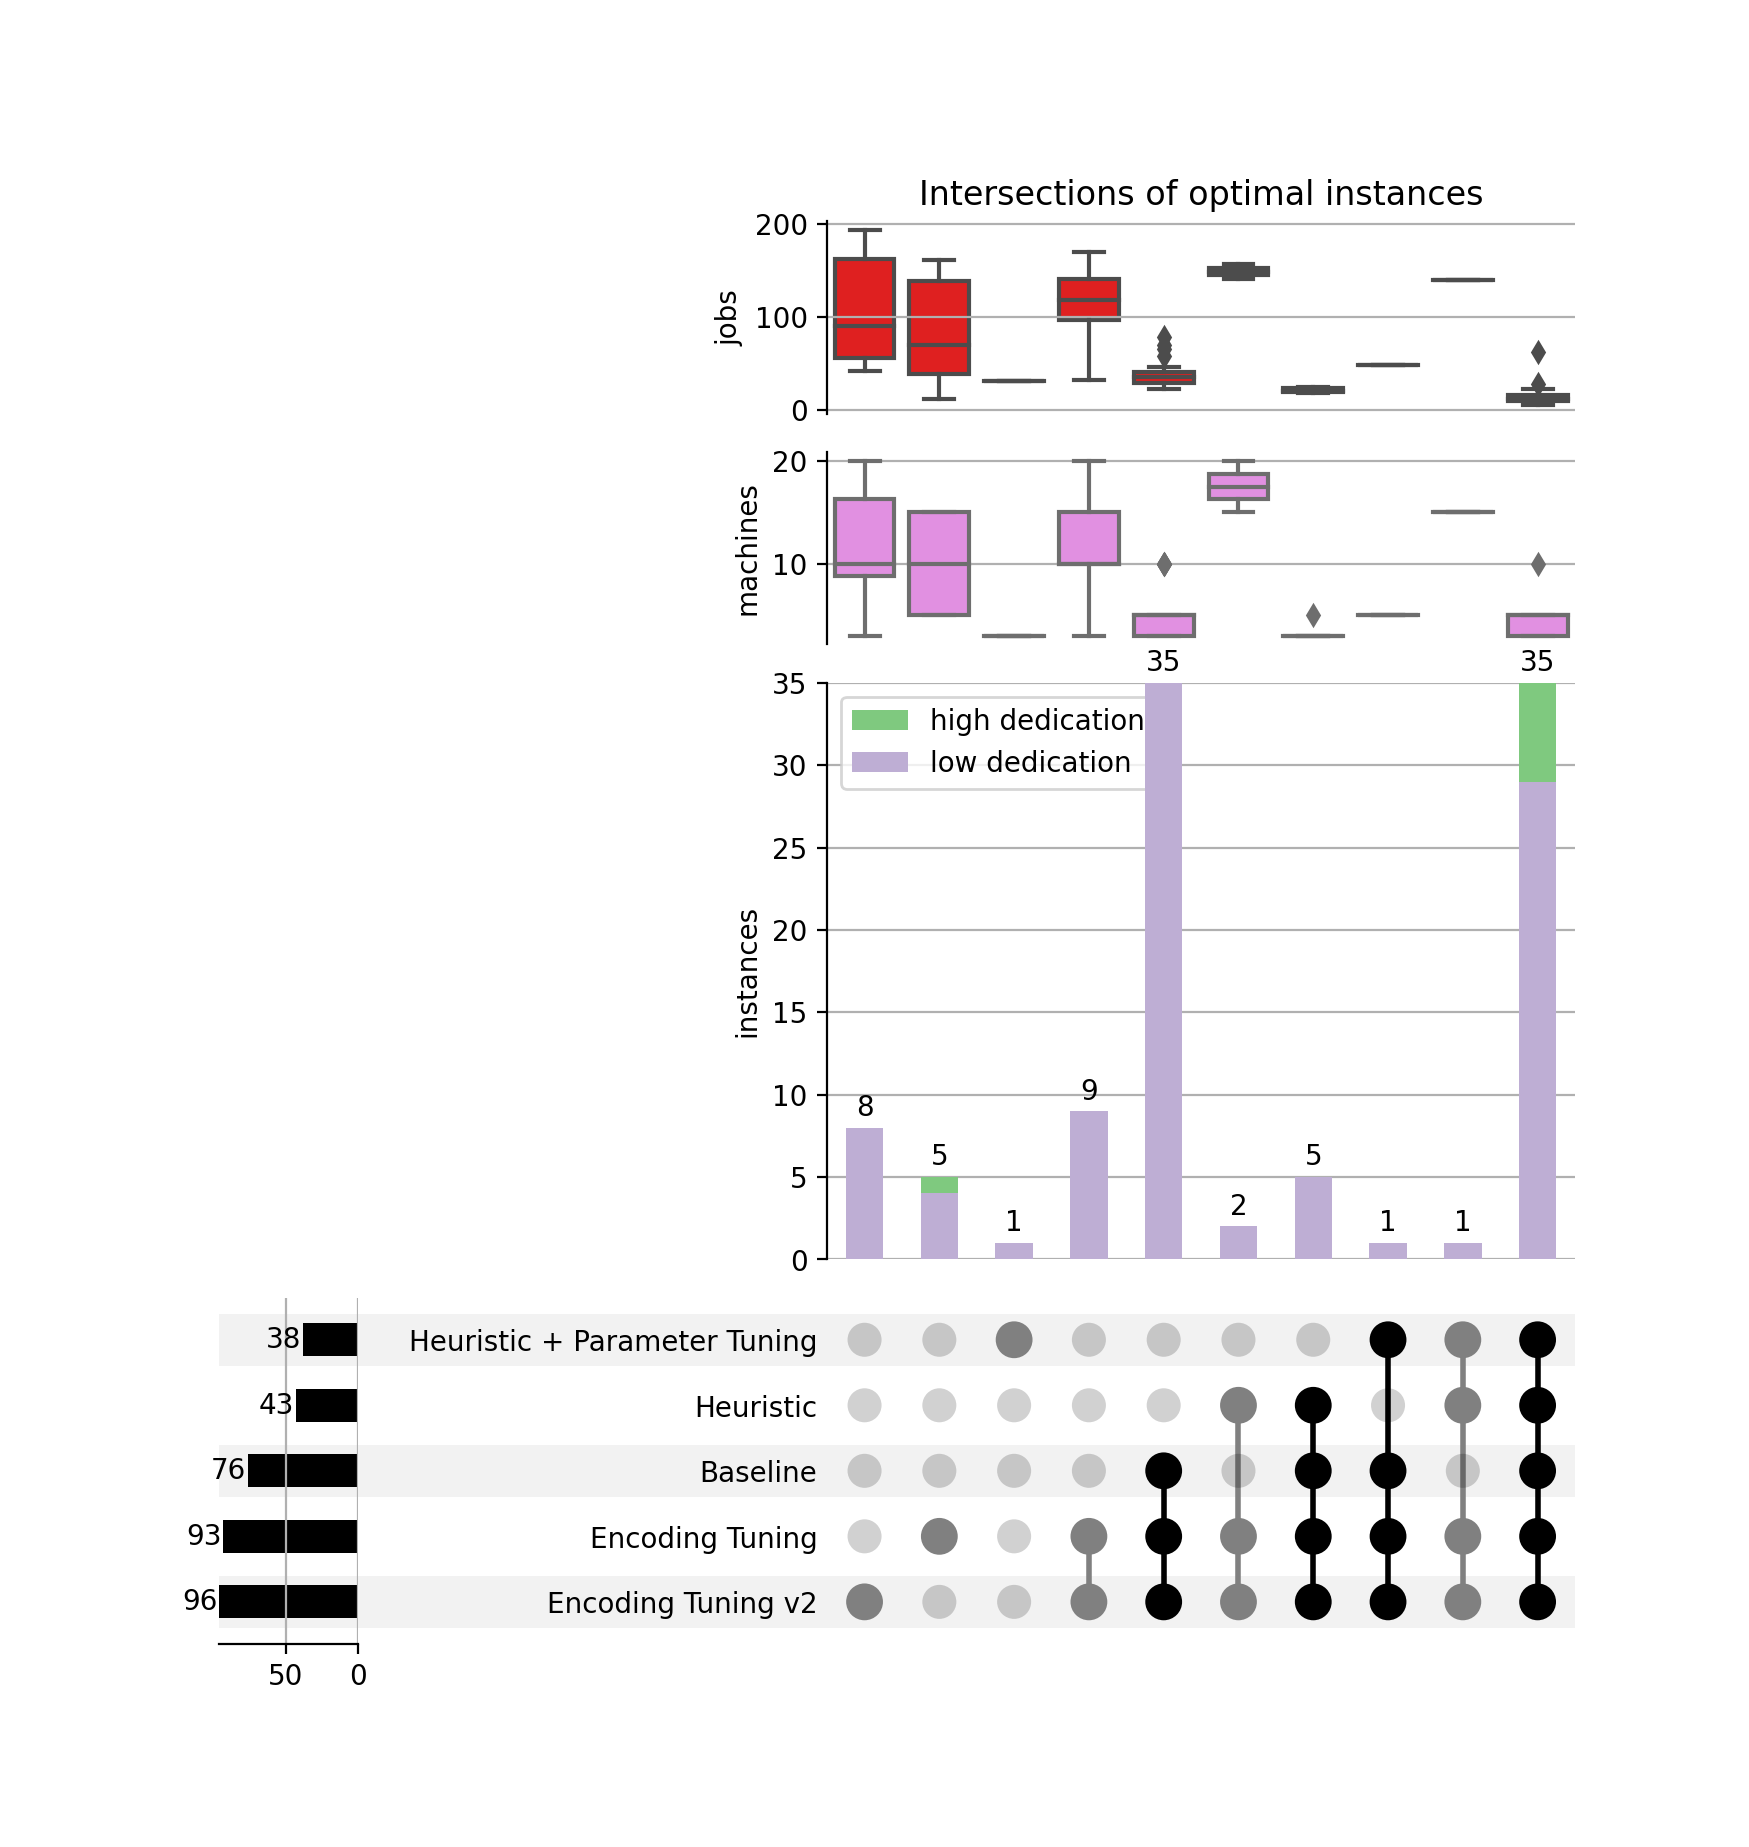 Intersections of optimal instances
200
100
0
jobs
20
10
machines
35
35
35
30
25
20
15
10
5
0
instances
high dedication
low dedication
8
5
1
9
2
5
1
1
38
Heuristic + Parameter Tuning
43
Heuristic
76
Baseline
93
Encoding Tuning
96
Encoding Tuning v2
50
0